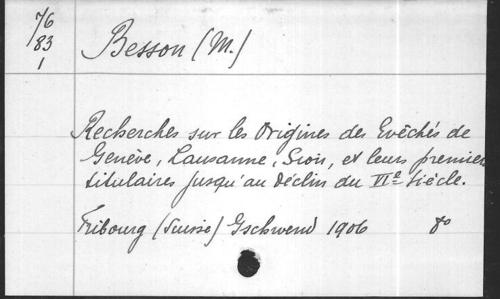 76
83
1
Besson (M.)
Recherches sur les Origines des Evêchés de
Genève, Lausanne, Sion, et leurs premiers
titulaires jusqu'au déclin du VIe siècle.
Fribourg (Suisse) Gschwend 1906 8o